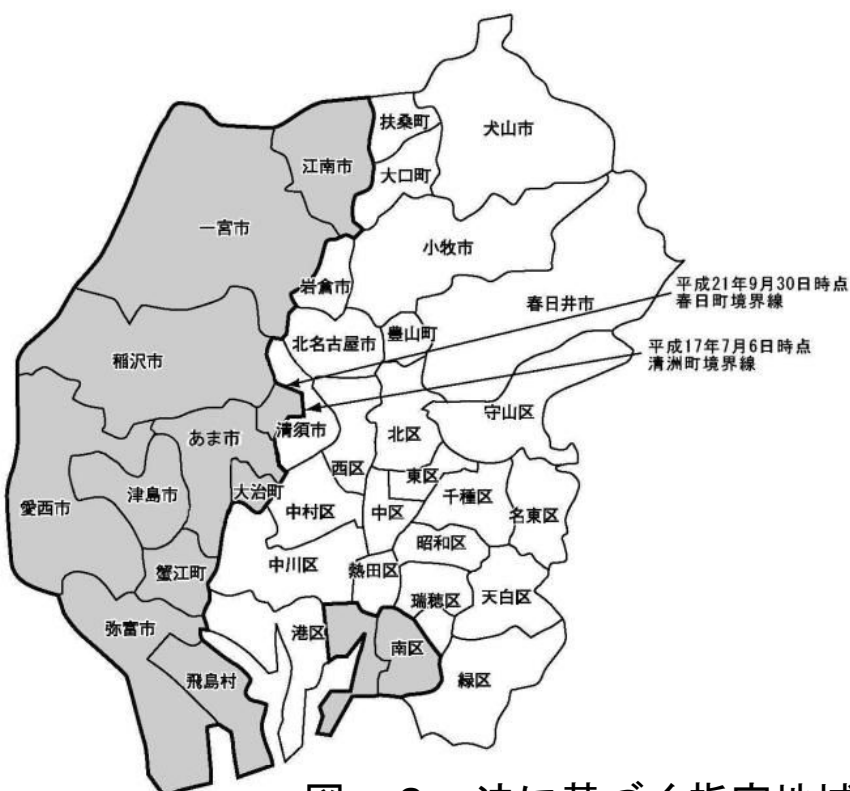 扶桑町
犬山市
江南市
大口町
一宮市
小牧市
岩倉市
平成21年9月30日時点
春日町境界線
春日井市
豊山町
北名古屋市
平成17年7月6日時点
清洲町境界線
稲沢市
守山区
あま市
清須市
北区
西区
東区
千種区
大治町
津島市
愛西市
中村区
中区
名東区
昭和区
中川区
熱田区
蟹江町
瑞穂区
天白区
弥富市
港区
南区
飛島村
緑区